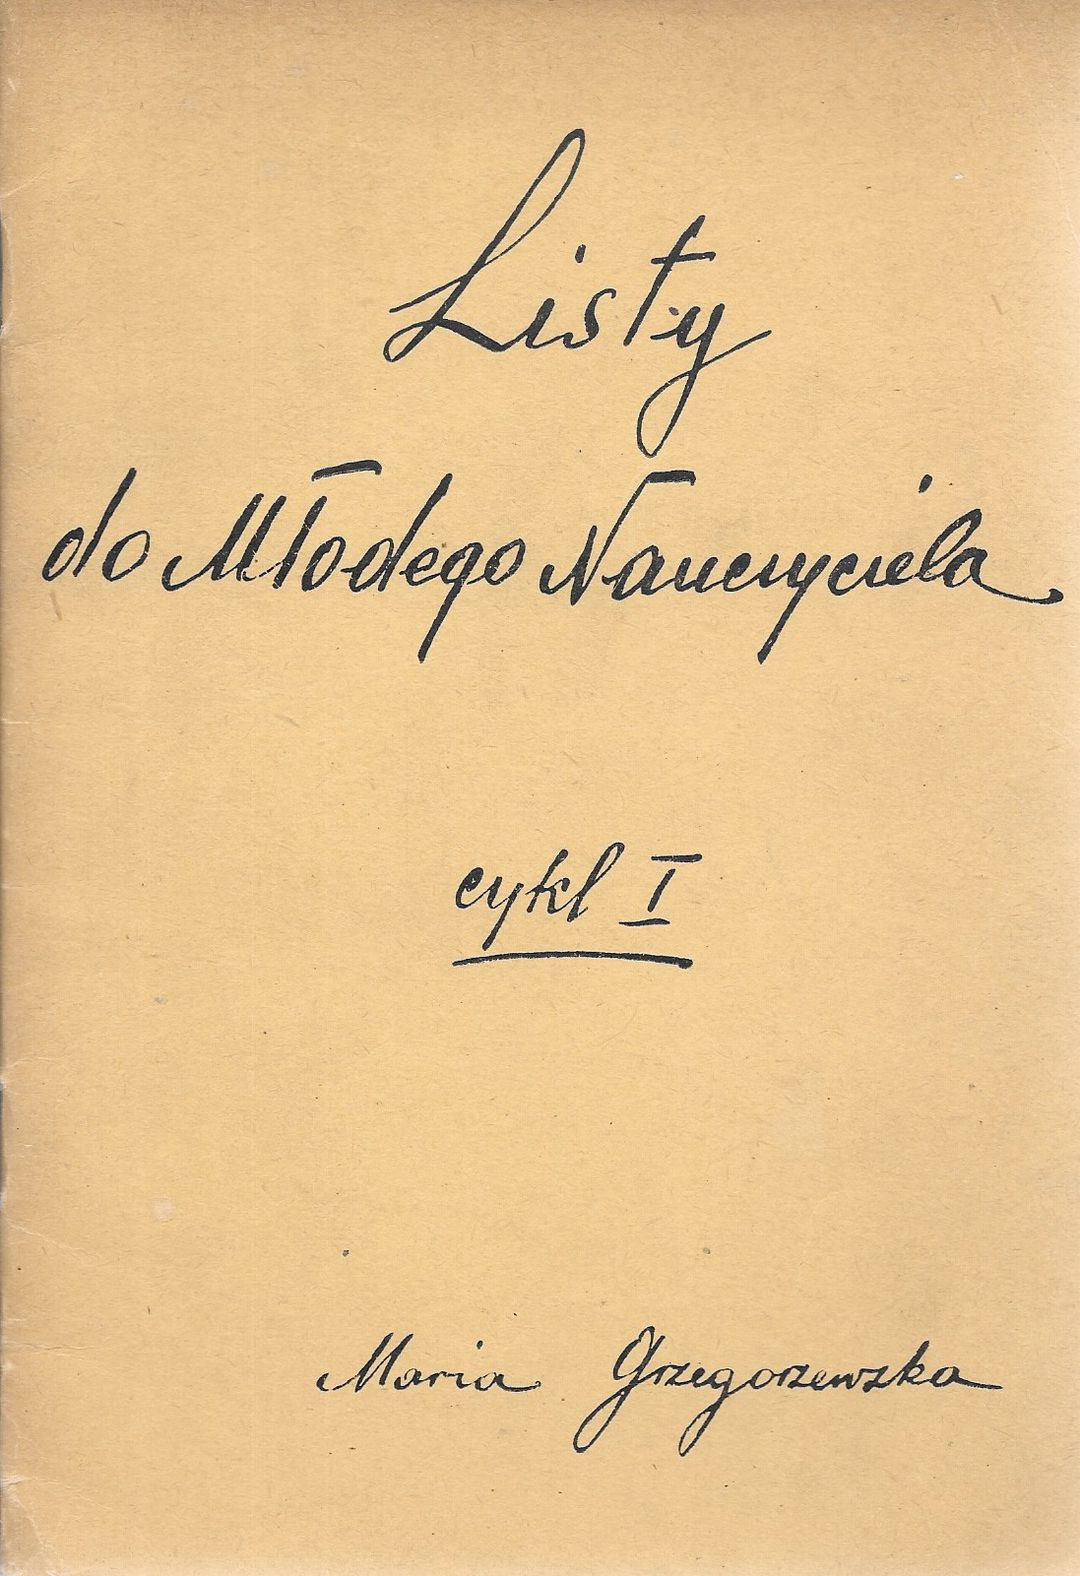 Listy
do Młodego Nauczyciela
cykl I
Maria Grzegorzewska